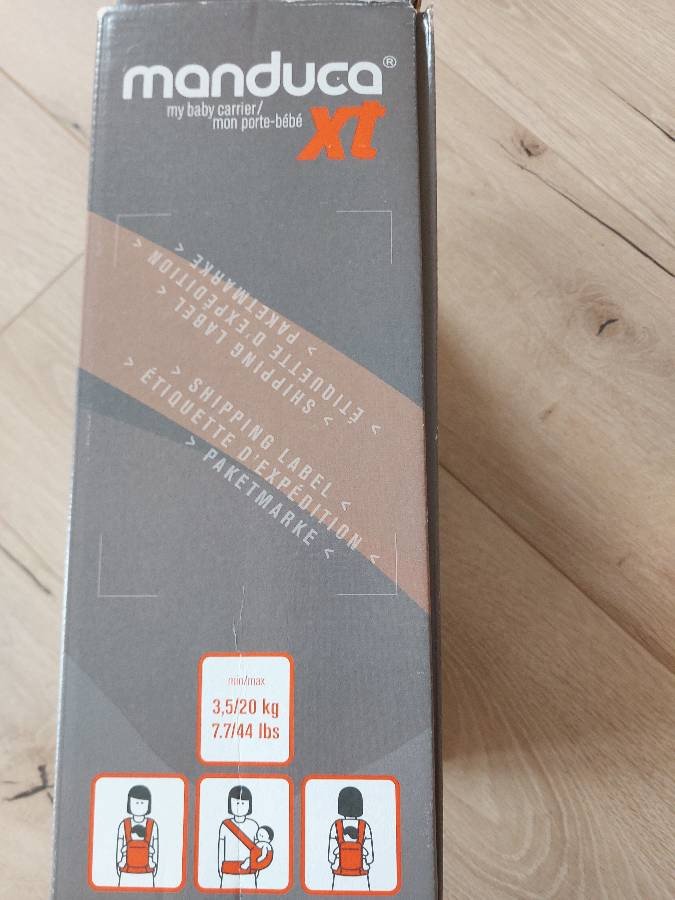 manduca®
my baby carrier/
mon porte-bébé
xt
> PAKETMARKE <
> ÉTIQUETTE D'EXPÉDITION <
> SHIPPING LABEL <
> SHIPPING LABEL <
> ÉTIQUETTE D'EXPÉDITION <
> PAKETMARKE <
min/max
3,5/20 kg
7.7/44 lbs